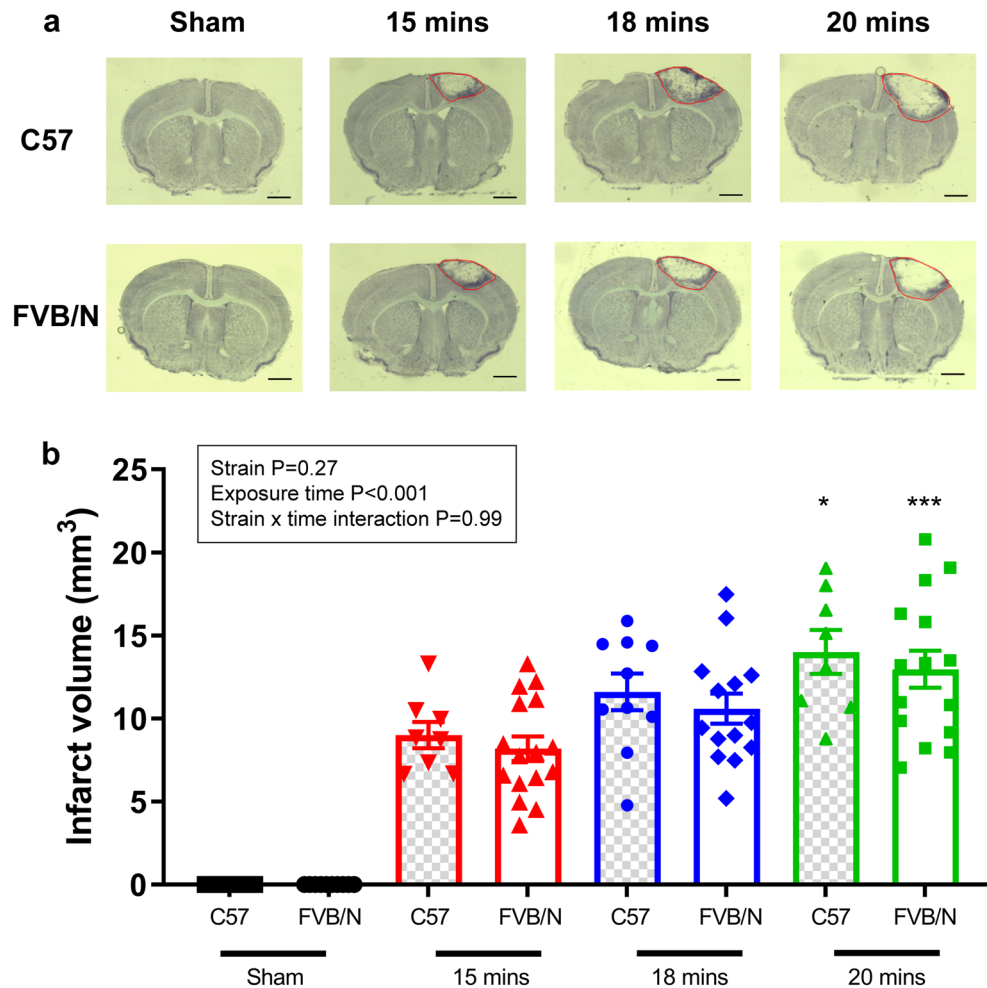 a Sham 15 mins 18 mins 20 mins
C57
FVB/N
b
Strain P=0.27
Exposure time P<0.001
Strain x time interaction P=0.99
Infarct volume (mm³)
25
20
15
10
5
0
* ***
C57 FVB/N C57 FVB/N C57 FVB/N C57 FVB/N
Sham 15 mins 18 mins 20 mins